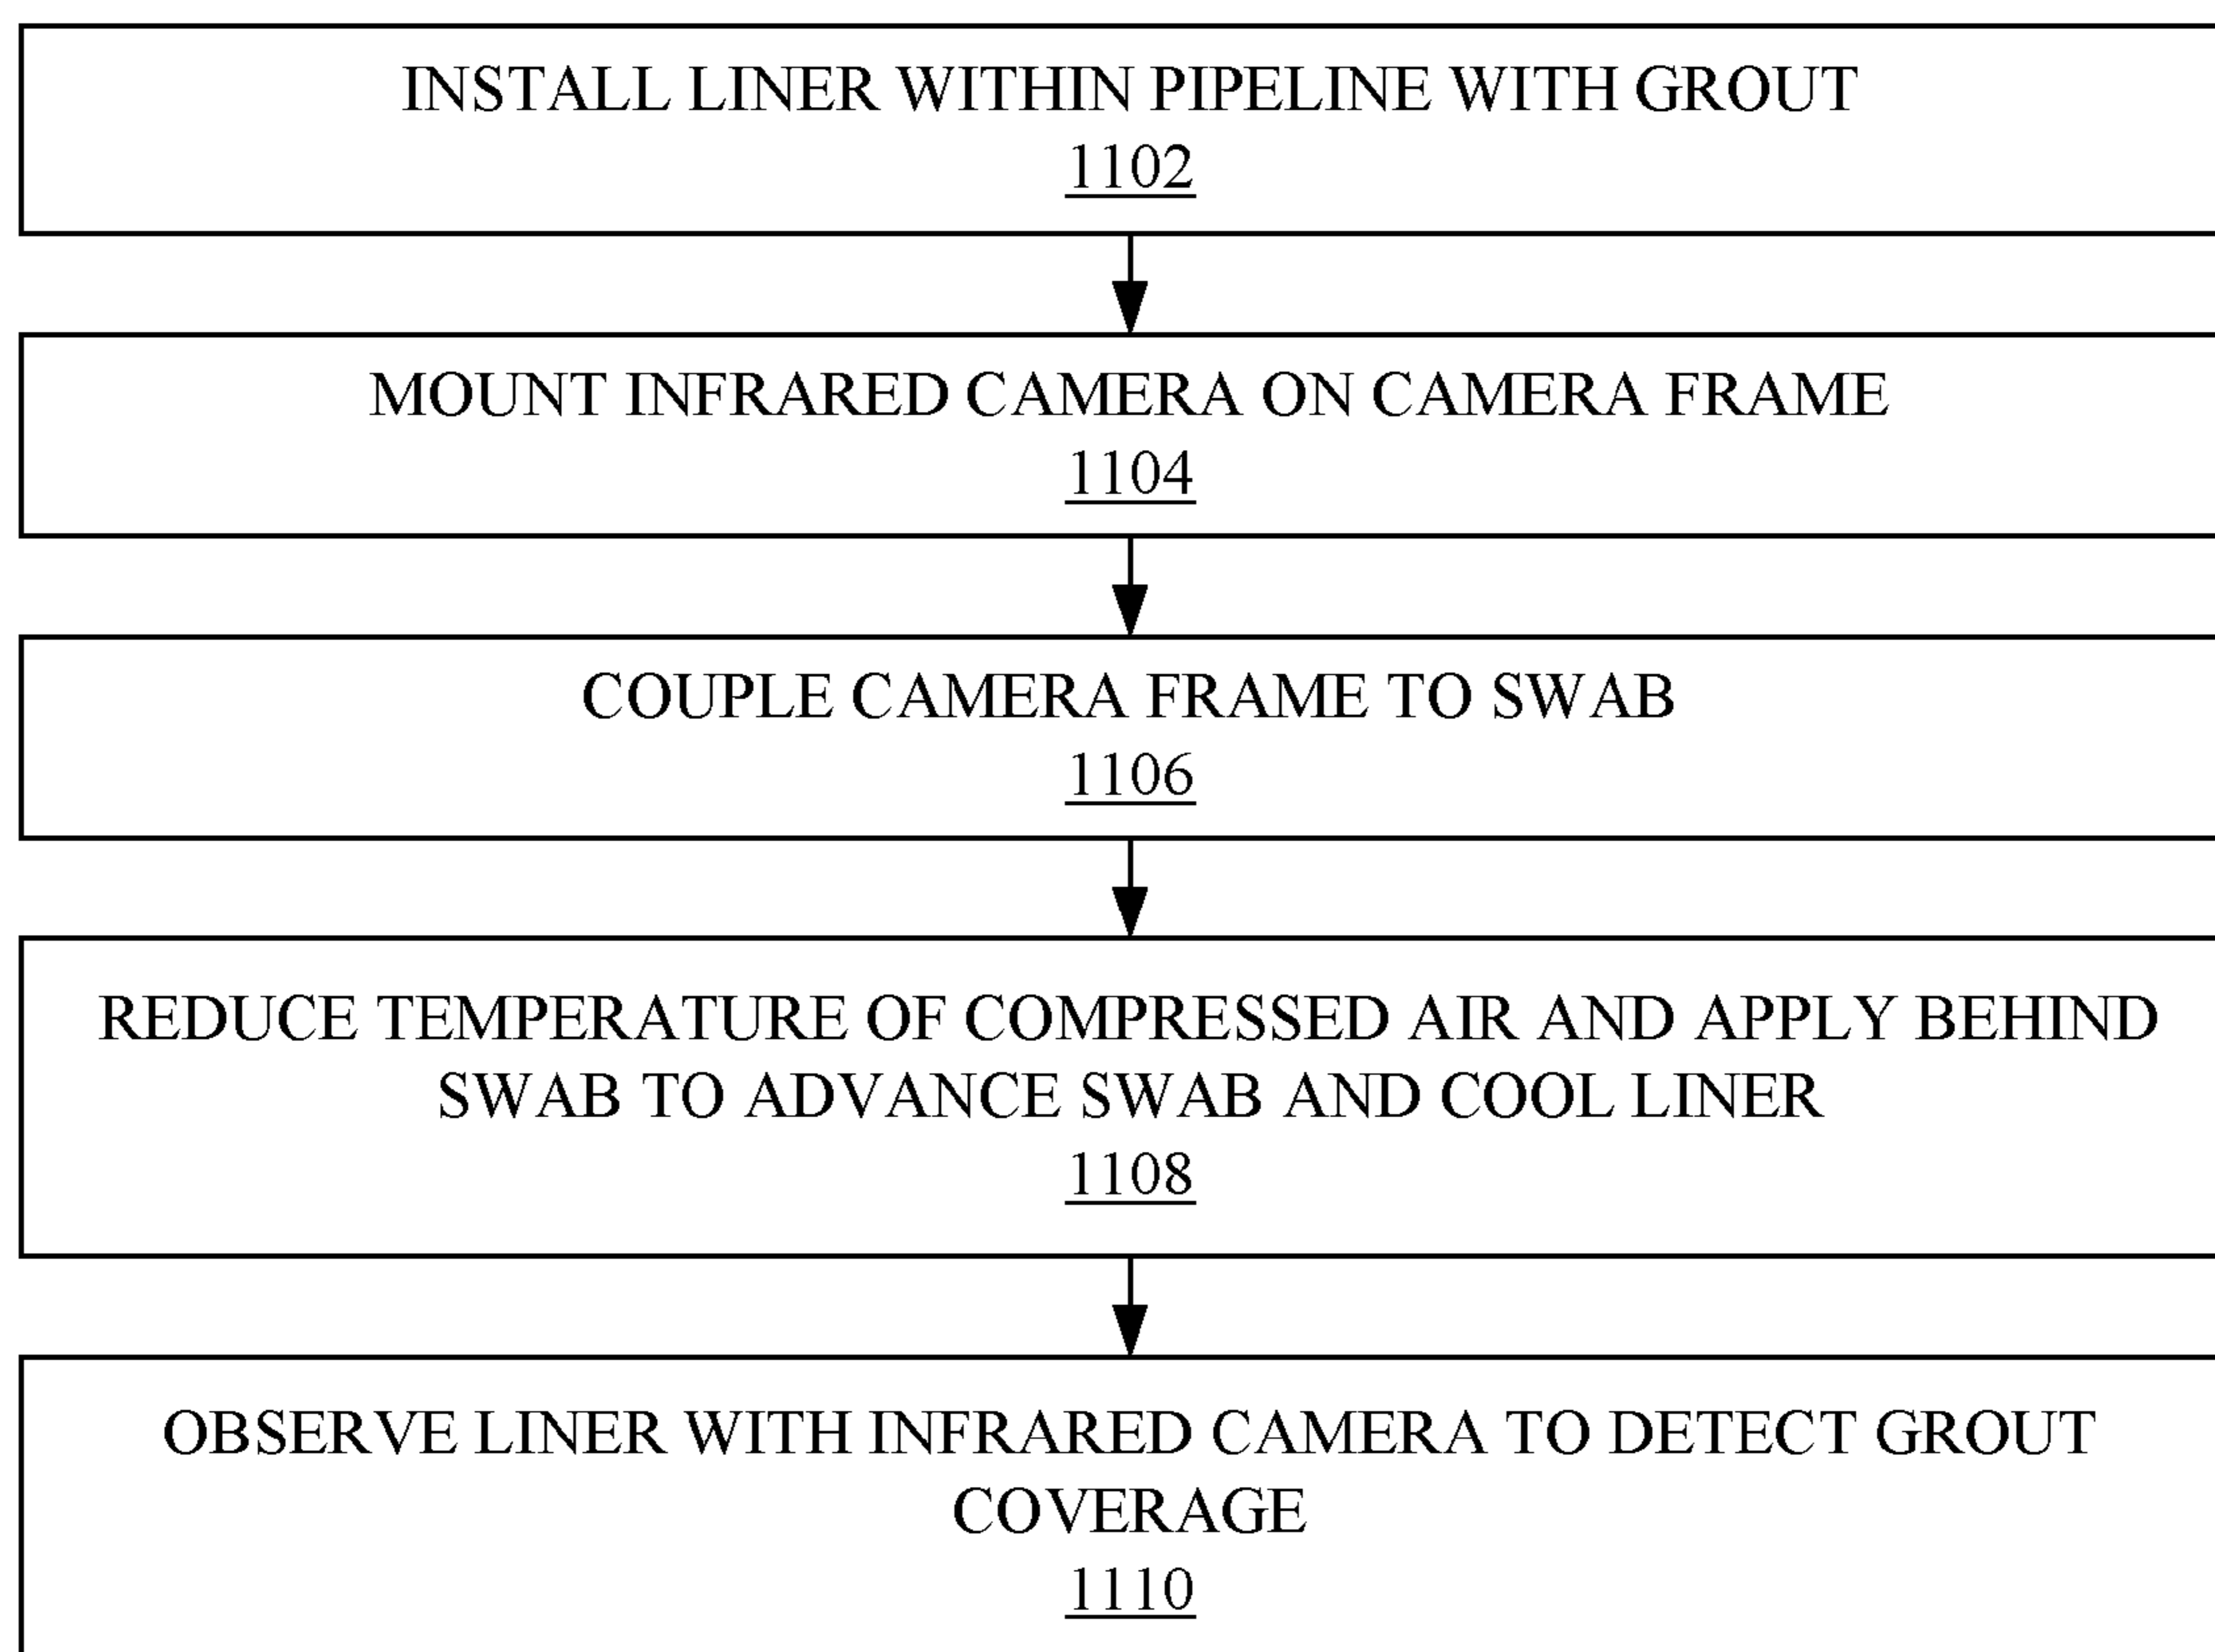 INSTALL LINER WITHIN PIPELINE WITH GROUT
1102
MOUNT INFRARED CAMERA ON CAMERA FRAME
1104
COUPLE CAMERA FRAME TO SWAB
1106
REDUCE TEMPERATURE OF COMPRESSED AIR AND APPLY BEHIND
SWAB TO ADVANCE SWAB AND COOL LINER
1108
OBSERVE LINER WITH INFRARED CAMERA TO DETECT GROUT
COVERAGE
1110